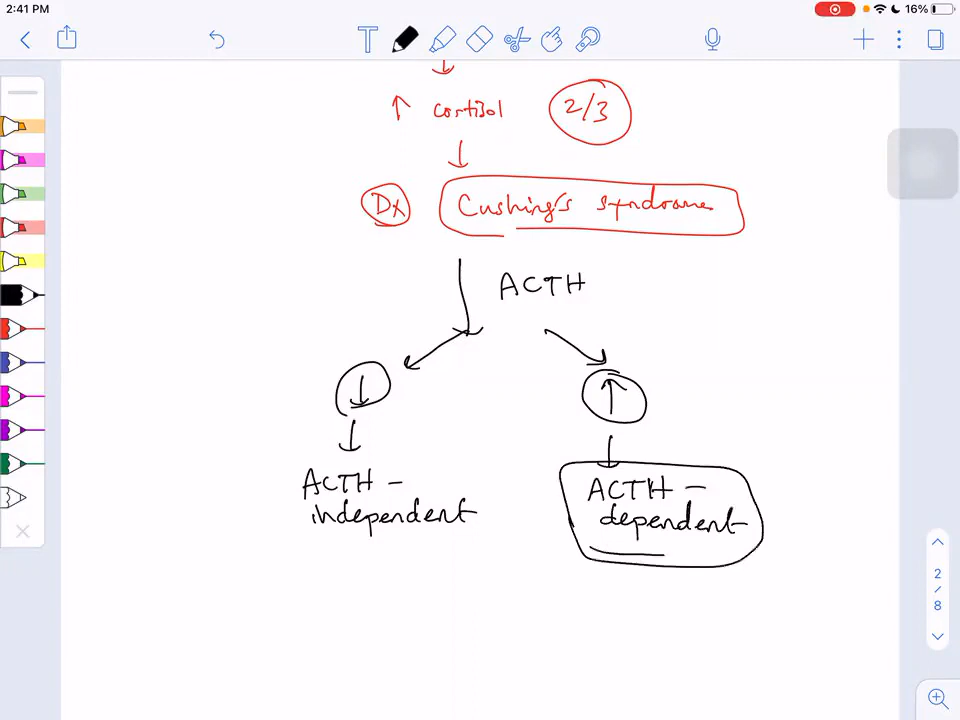 2:41 PM
16%
T
↓
↑ cortisol 2/3
↓
Dx Cushing's syndrome
ACTH
↓ ↑
↓
ACTH - ACTH -
independent dependent
2
/
8